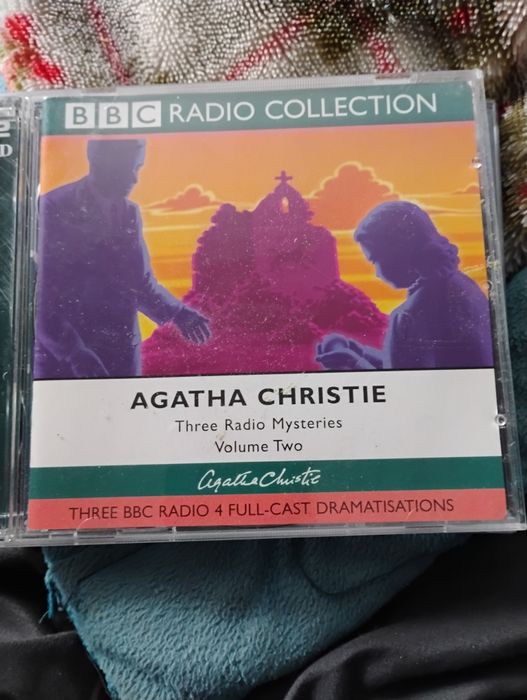 BBC RADIO COLLECTION
AGATHA CHRISTIE
Three Radio Mysteries
Volume Two
Agatha Christie
THREE BBC RADIO 4 FULL-CAST DRAMATISATIONS